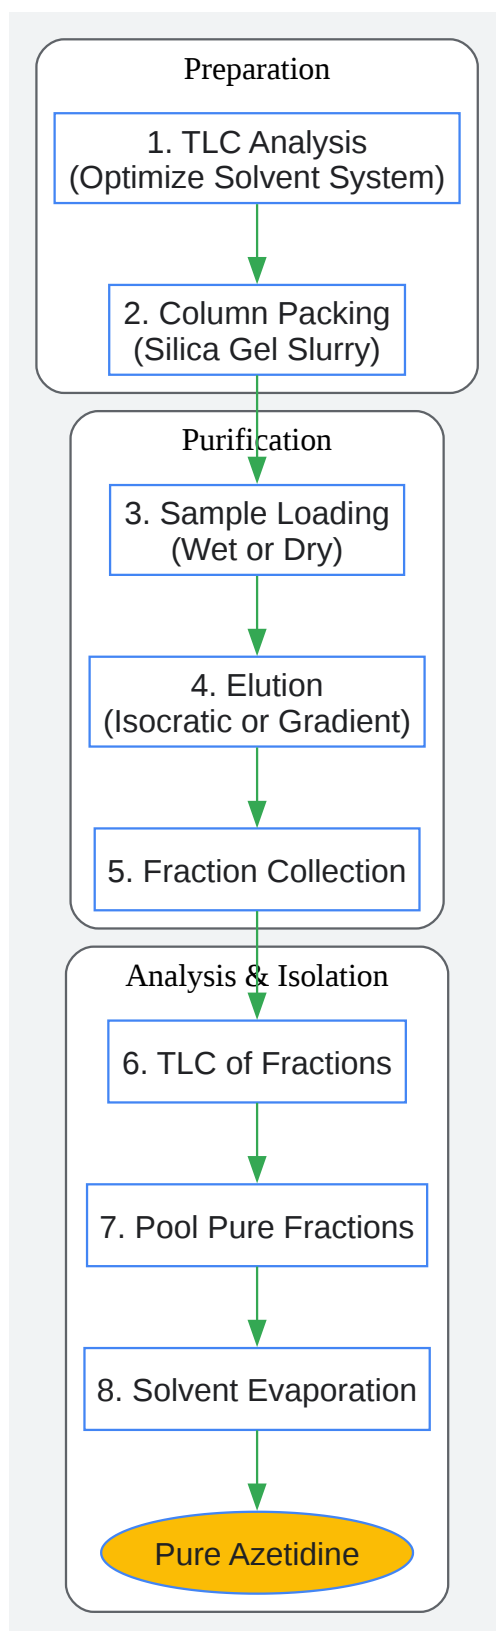 Preparation
1. TLC Analysis
(Optimize Solvent System)
2. Column Packing
(Silica Gel Slurry)
Purification
3. Sample Loading
(Wet or Dry)
4. Elution
(Isocratic or Gradient)
5. Fraction Collection
Analysis & Isolation
6. TLC of Fractions
7. Pool Pure Fractions
8. Solvent Evaporation
Pure Azetidine